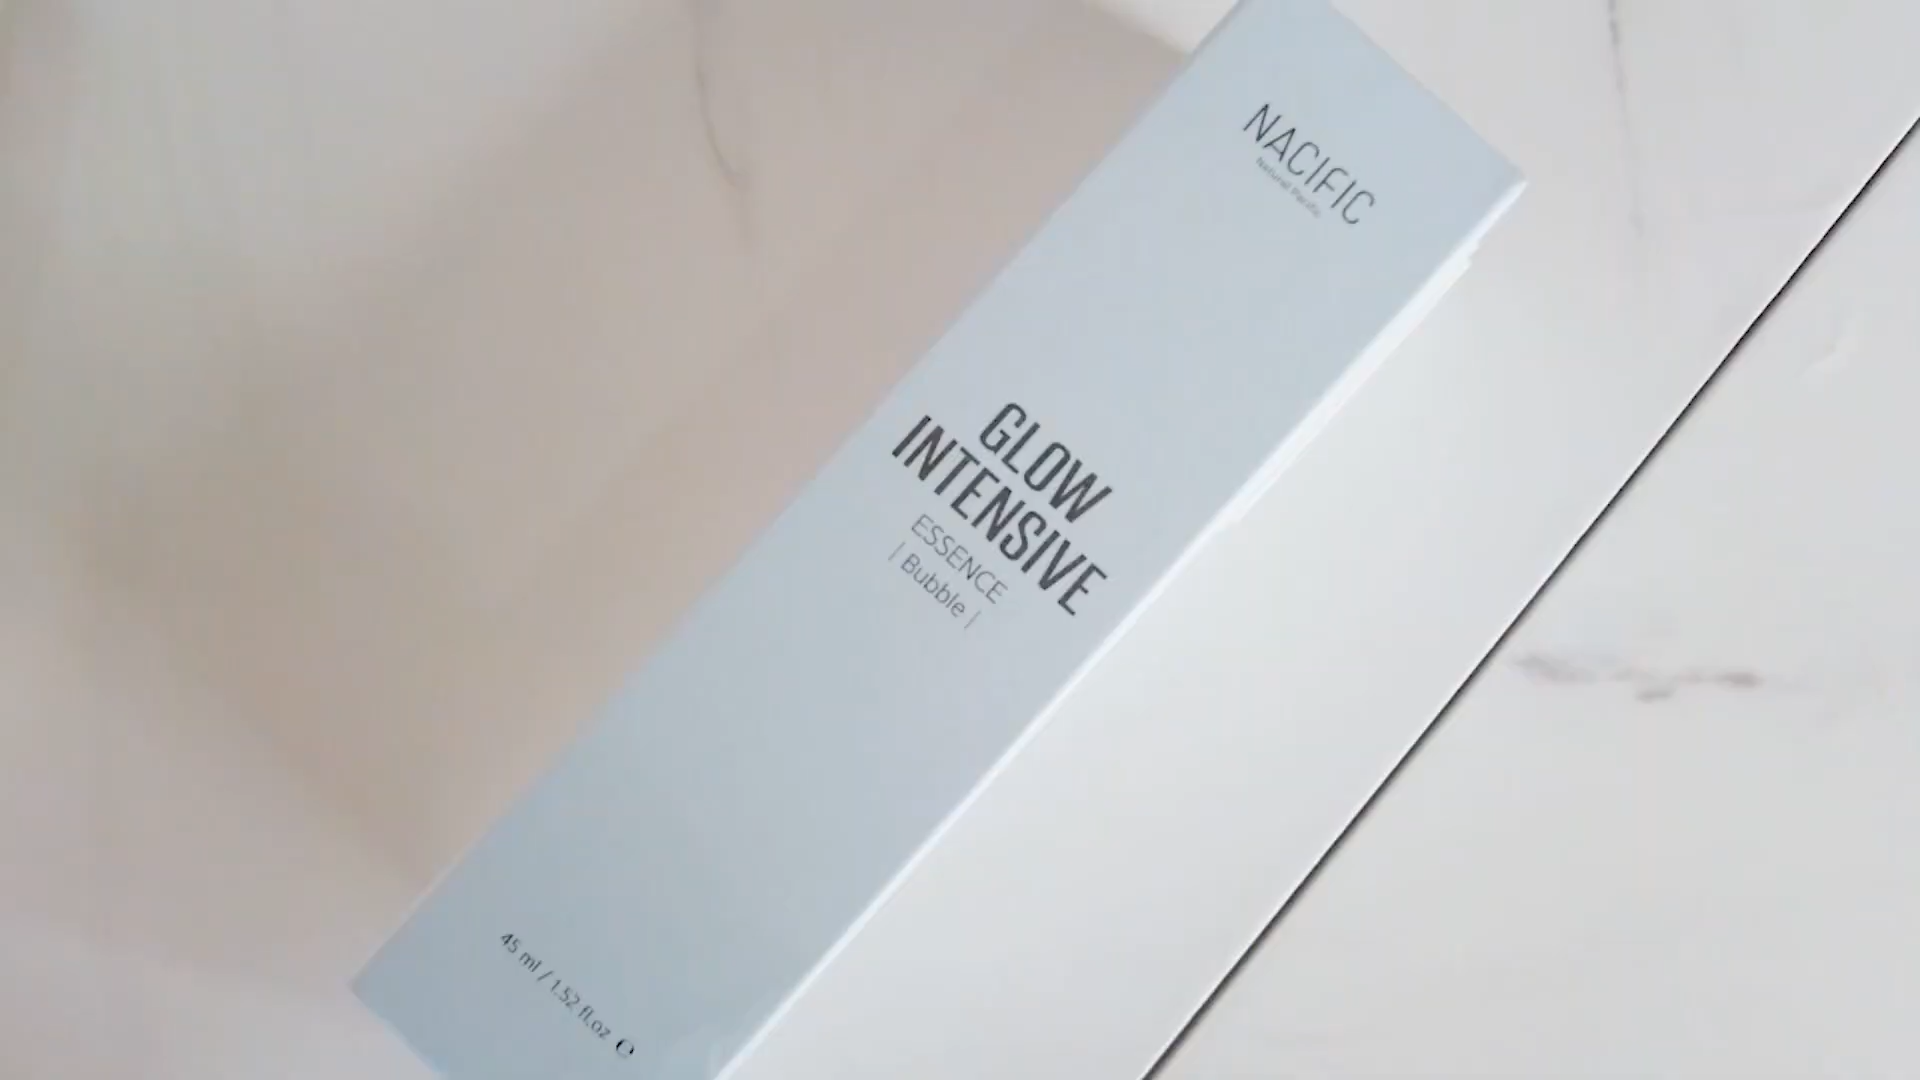 NACIFIC
Natural Pacific
GLOW
INTENSIVE
ESSENCE
| Bubble |
45 ml / 1.52 fl.oz ℮